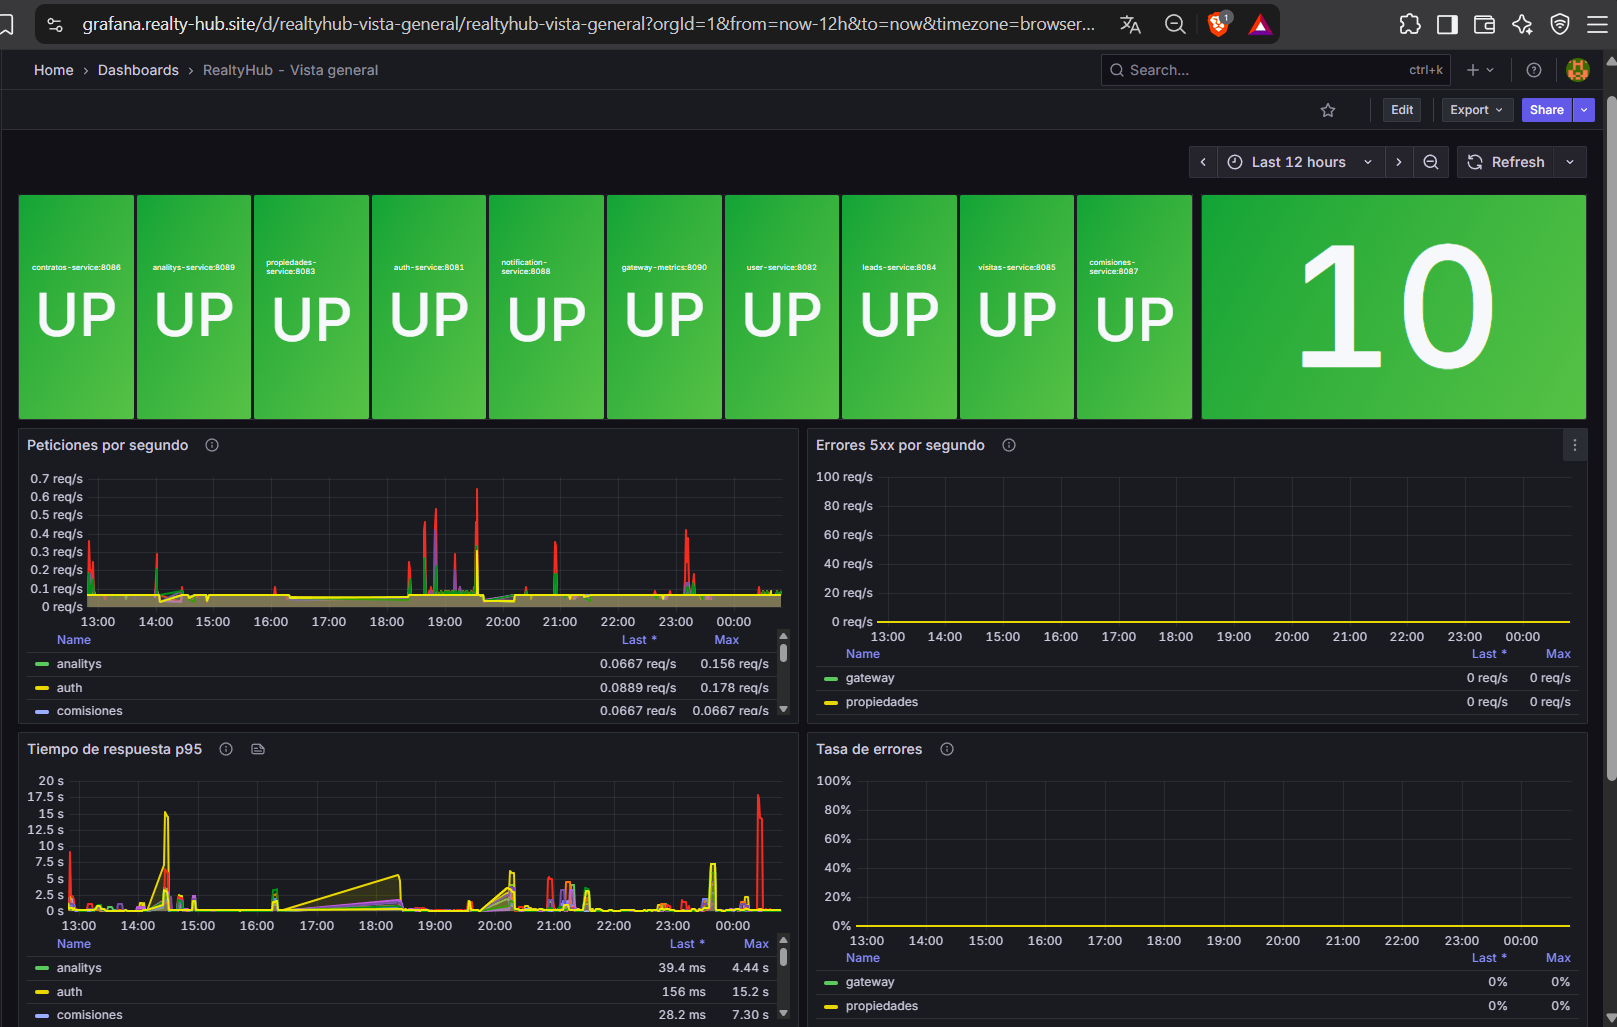 grafana.realty-hub.site/d/realtyhub-vista-general/realtyhub-vista-general?orgId=1&from=now-12h&to=now&timezone=browser...
1
Home › Dashboards › RealtyHub - Vista general
Search... ctrl+k
Edit Export Share
Last 12 hours Refresh
contratos-service:8086
UP
analitys-service:8089
UP
propiedades-
service:8083
UP
auth-service:8081
UP
notification-
service:8088
UP
gateway-metrics:8090
UP
user-service:8082
UP
leads-service:8084
UP
visitas-service:8085
UP
comisiones-
service:8087
UP
10
Peticiones por segundo
0.7 req/s
0.6 req/s
0.5 req/s
0.4 req/s
0.3 req/s
0.2 req/s
0.1 req/s
0 req/s
13:00 14:00 15:00 16:00 17:00 18:00 19:00 20:00 21:00 22:00 23:00 00:00
Name Last * Max
analitys 0.0667 req/s 0.156 req/s
auth 0.0889 req/s 0.178 req/s
comisiones 0.0667 req/s 0.0667 req/s
Errores 5xx por segundo
100 req/s
80 req/s
60 req/s
40 req/s
20 req/s
0 req/s
13:00 14:00 15:00 16:00 17:00 18:00 19:00 20:00 21:00 22:00 23:00 00:00
Name Last * Max
gateway 0 req/s 0 req/s
propiedades 0 req/s 0 req/s
Tiempo de respuesta p95
20 s
17.5 s
15 s
12.5 s
10 s
7.5 s
5 s
2.5 s
0 s
13:00 14:00 15:00 16:00 17:00 18:00 19:00 20:00 21:00 22:00 23:00 00:00
Name Last * Max
analitys 39.4 ms 4.44 s
auth 156 ms 15.2 s
comisiones 28.2 ms 7.30 s
Tasa de errores
100%
80%
60%
40%
20%
0%
13:00 14:00 15:00 16:00 17:00 18:00 19:00 20:00 21:00 22:00 23:00 00:00
Name Last * Max
gateway 0% 0%
propiedades 0% 0%